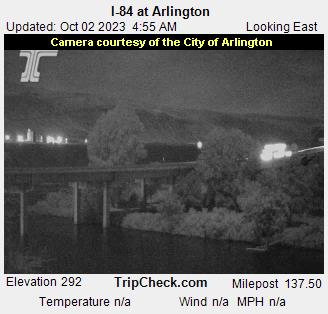 I-84 at Arlington
Updated: Oct 02 2023 4:55 AM Looking East
Camera courtesy of the City of Arlington
Elevation 292 TripCheck.com Milepost 137.50
Temperature n/a Wind n/a MPH n/a